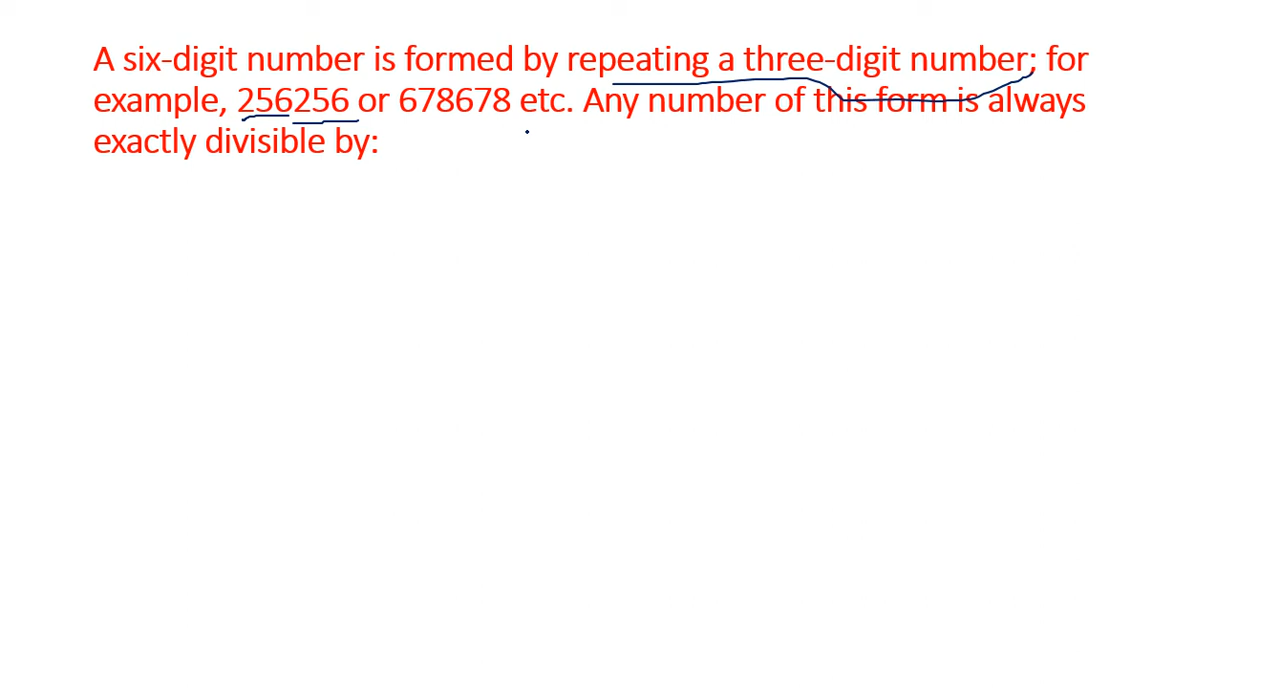 A six-digit number is formed by repeating a three-digit number; for
example, 256256 or 678678 etc. Any number of this form is always
exactly divisible by: